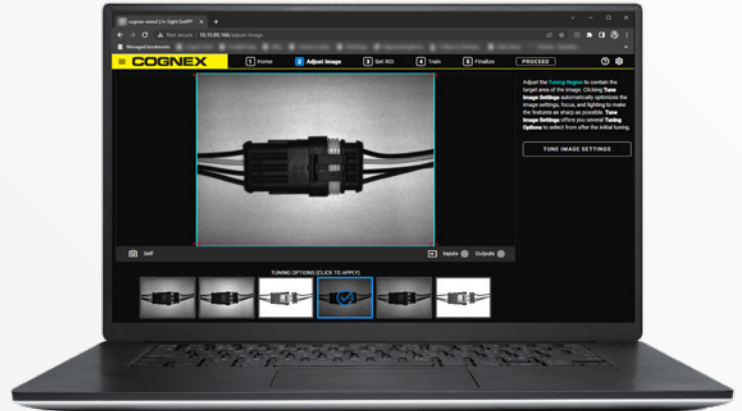 cognex-weex2 | In-Sight SnAPP
Not secure | 10.15.80.166/adjust-image
Managed bookmarks
COGNEX
1 Home
2 Adjust Image
3 Set ROI
4 Train
5 Finalize
PROCEED
Adjust the Tuning Region to contain the
target area of the image. Clicking Tune
Image Settings automatically optimizes the
image settings, focus, and lighting to make
the features as sharp as possible. Tune
Image Settings offers you several Tuning
Options to select from after the initial tuning.
TUNE IMAGE SETTINGS
Self
Inputs
Outputs
TUNING OPTIONS (CLICK TO APPLY)